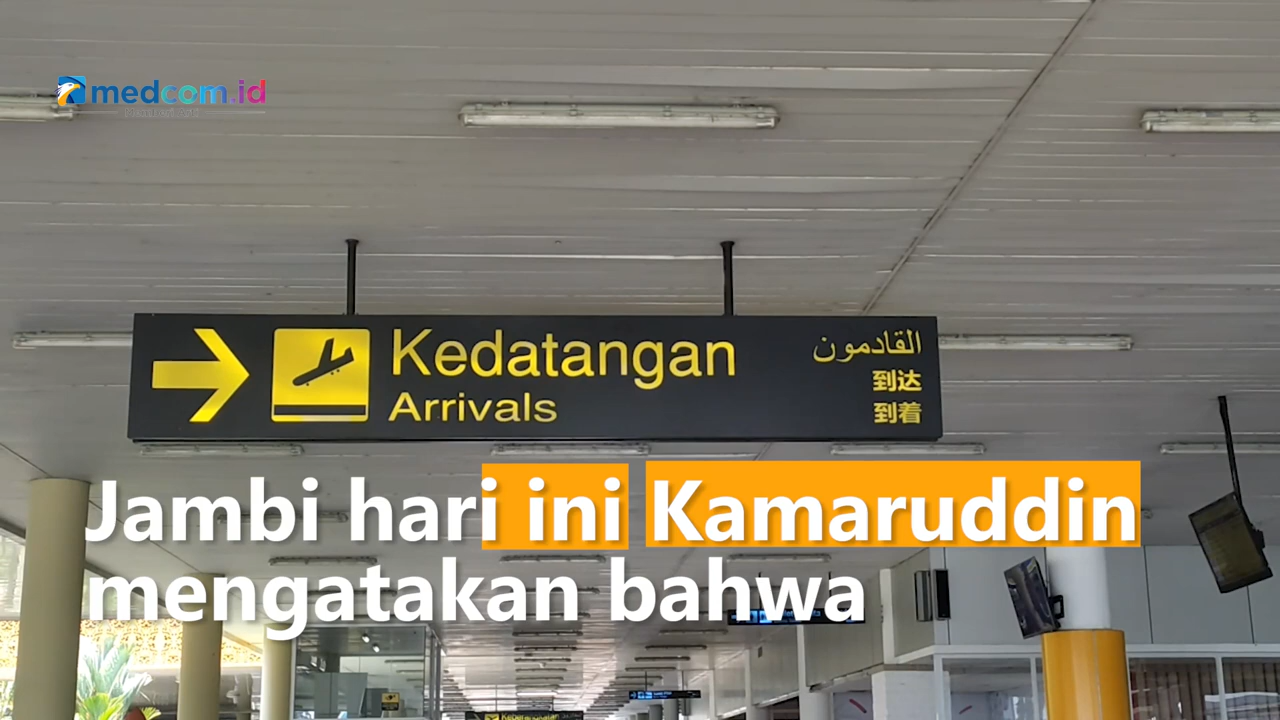 medcom.id
Kedatangan
Arrivals
القادمون
到达
到着
Jambi hari ini Kamaruddin
mengatakan bahwa